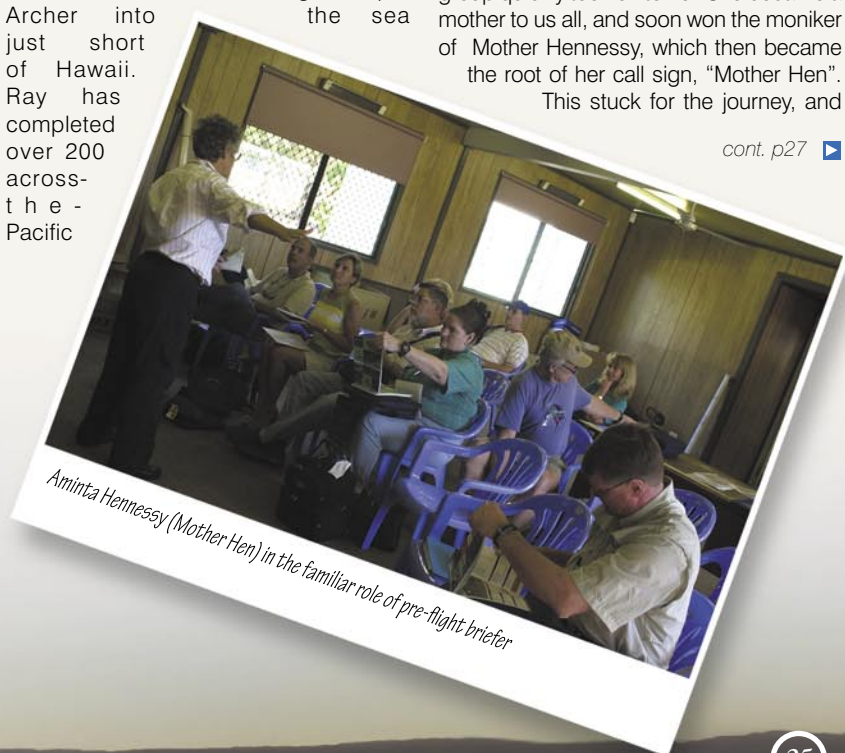 Archer into
just short
of Hawaii.
Ray has
completed
over 200
across-
the-
Pacific
the sea
mother to us all, and soon won the moniker
of Mother Hennessy, which then became
the root of her call sign, “Mother Hen”.
This stuck for the journey, and
cont. p27
Aminta Hennessy (Mother Hen) in the familiar role of pre-flight briefer
25